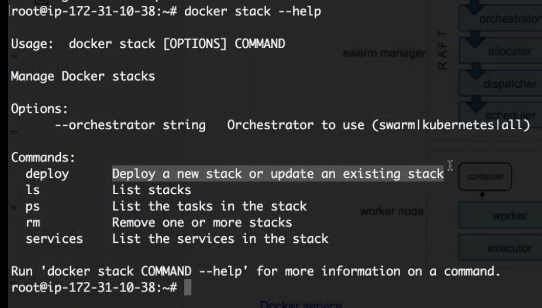 root@ip-172-31-10-38:~# docker stack --help
Usage:  docker stack [OPTIONS] COMMAND
Manage Docker stacks
Options:
      --orchestrator string   Orchestrator to use (swarm|kubernetes|all)
Commands:
  deploy      Deploy a new stack or update an existing stack
  ls          List stacks
  ps          List the tasks in the stack
  rm          Remove one or more stacks
  services    List the services in the stack
Run 'docker stack COMMAND --help' for more information on a command.
root@ip-172-31-10-38:~#
orchestrator
swarm manager
RAFT
allocater
dispatcher
scheduler
container
worker node
worker
executor
Docker service